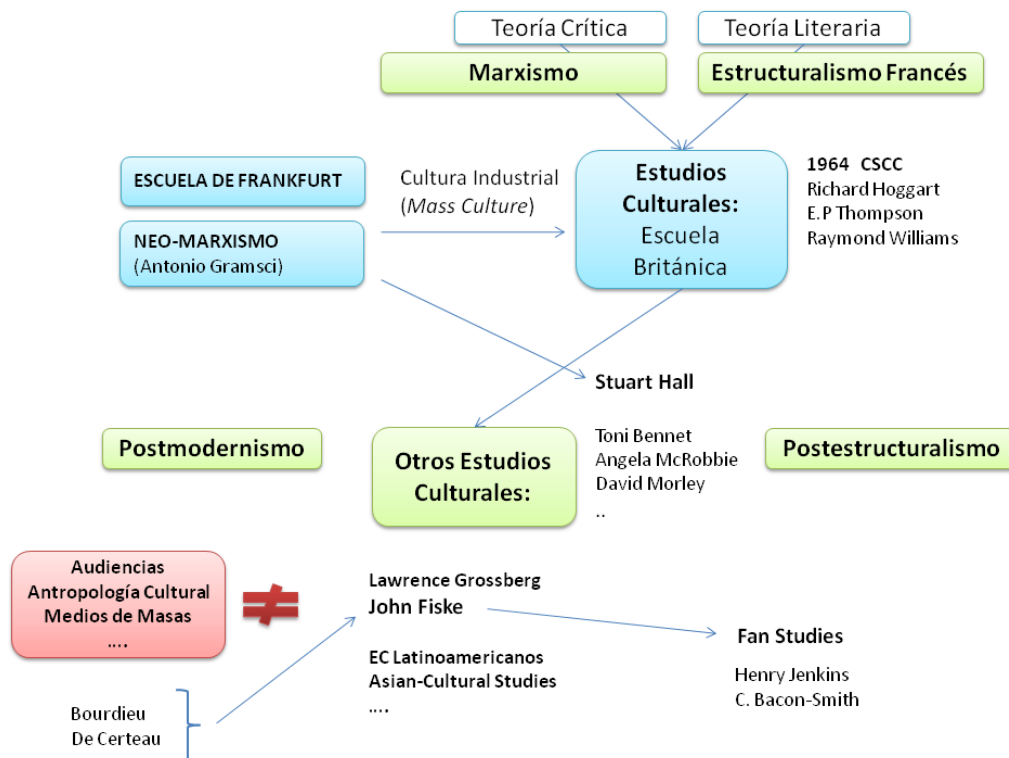 Teoría Crítica
Teoría Literaria
Marxismo
Estructuralismo Francés
ESCUELA DE FRANKFURT
NEO-MARXISMO
(Antonio Gramsci)
Cultura Industrial
(Mass Culture)
Estudios
Culturales:
Escuela
Británica
1964  CSCC
Richard Hoggart
E.P Thompson
Raymond Williams
Stuart Hall
Postmodernismo
Otros Estudios
Culturales:
Toni Bennet
Angela McRobbie
David Morley
..
Postestructuralismo
Audiencias
Antropología Cultural
Medios de Masas
....
≠
Lawrence Grossberg
John Fiske
EC Latinoamericanos
Asian-Cultural Studies
....
Fan Studies
Henry Jenkins
C. Bacon-Smith
Bourdieu
De Certeau